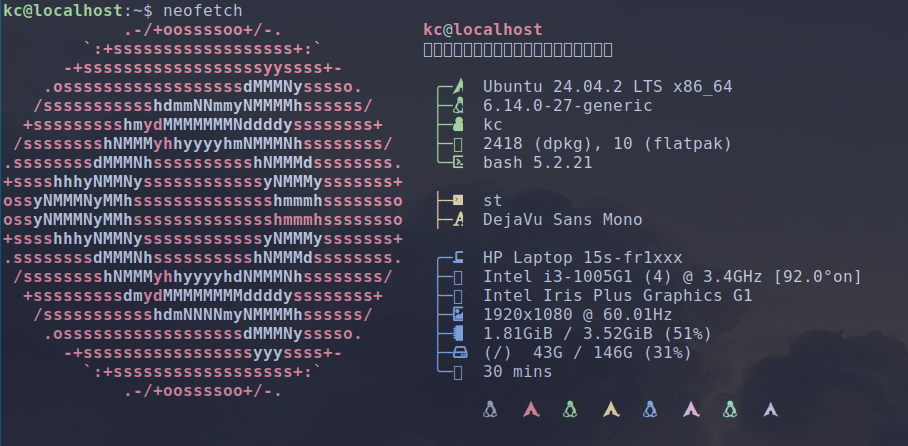 kc@localhost:~$ neofetch
            .-/+oossssoo+/-.
        `:+ssssssssssssssssss+:`
      -+ssssssssssssssssssyyssss+-
    .ossssssssssssssssssdMMMNysssso.
   /ssssssssssshdmmNNmmyNMMMMhssssss/
  +ssssssssshmydMMMMMMMNddddyssssssss+
 /sssssssshNMMMyhhyyyyhmNMMMNhssssssss/
.ssssssssdMMMNhsssssssssshNMMMdssssssss.
+sssshhhyNMMNyssssssssssssyNMMMysssssss+
ossyNMMMNyMMhsssssssssssssshmmmhssssssso
ossyNMMMNyMMhsssssssssssssshmmmhssssssso
+sssshhhyNMMNyssssssssssssyNMMMysssssss+
.ssssssssdMMMNhsssssssssshNMMMdssssssss.
 /sssssssshNMMMyhhyyyyhdNMMMNhssssssss/
  +sssssssssdmydMMMMMMMMddddyssssssss+
   /ssssssssssshdmNNNNmyNMMMMhssssss/
    .ossssssssssssssssssdMMMNysssso.
      -+sssssssssssssssssyyyssss+-
        `:+ssssssssssssssssss+:`
            .-/+oossssoo+/-.
kc@localhost
Ubuntu 24.04.2 LTS x86_64
6.14.0-27-generic
kc
2418 (dpkg), 10 (flatpak)
bash 5.2.21
st
DejaVu Sans Mono
HP Laptop 15s-fr1xxx
Intel i3-1005G1 (4) @ 3.4GHz [92.0°on]
Intel Iris Plus Graphics G1
1920x1080 @ 60.01Hz
1.81GiB / 3.52GiB (51%)
(/)  43G / 146G (31%)
30 mins